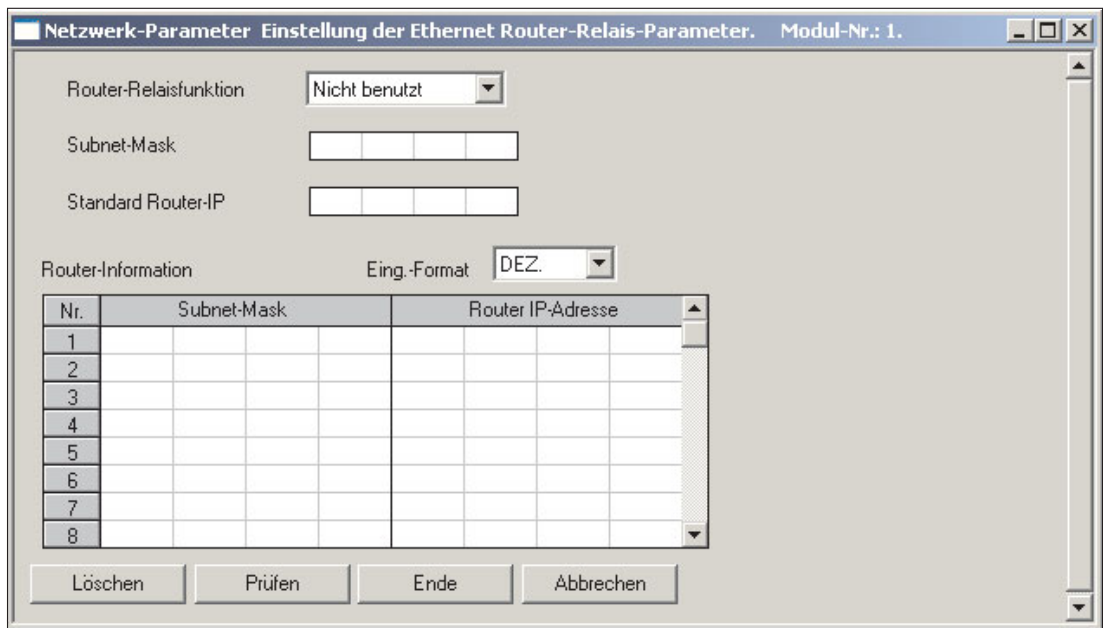 Netzwerk-Parameter Einstellung der Ethernet Router-Relais-Parameter. Modul-Nr.: 1.
Router-Relaisfunktion Nicht benutzt
Subnet-Mask
Standard Router-IP
Router-Information Eing.-Format DEZ.
Nr. Subnet-Mask Router IP-Adresse
1
2
3
4
5
6
7
8
Löschen Prüfen Ende Abbrechen